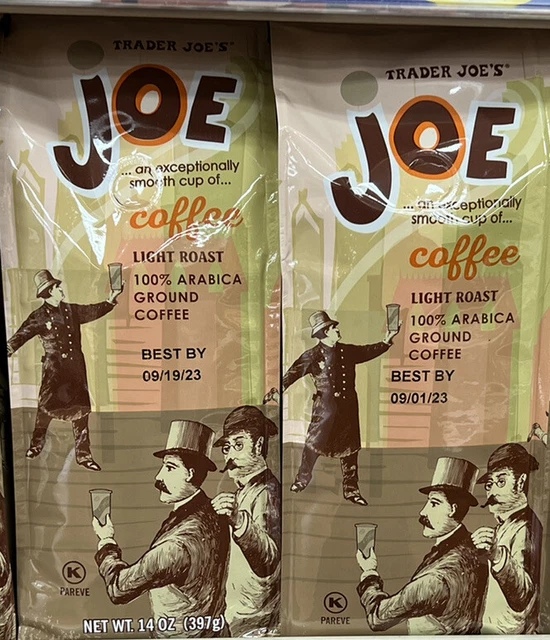 TRADER JOE'S®
JOE
... an exceptionally
smooth cup of...
coffee
LIGHT ROAST
100% ARABICA
GROUND
COFFEE
BEST BY
09/19/23
K
PAREVE
NET WT. 14 OZ (397g)
TRADER JOE'S®
JOE
... an exceptionally
smooth cup of...
coffee
LIGHT ROAST
100% ARABICA
GROUND
COFFEE
BEST BY
09/01/23
K
PAREVE